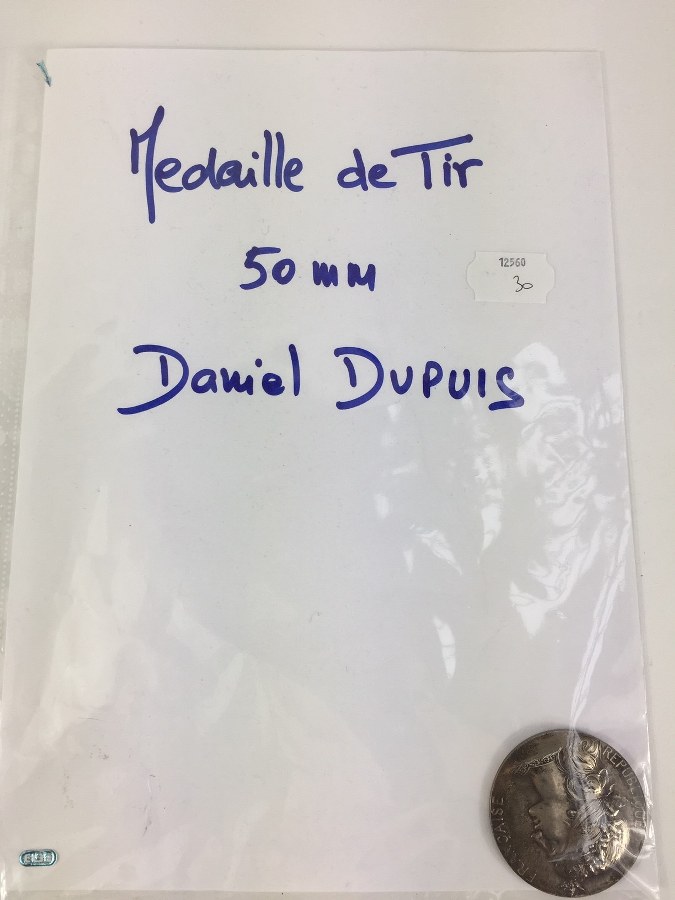 Medaille de Tir
50 mm
12560
30
Daniel DUPUIS
REPUBLIQUE
FRANÇAISE